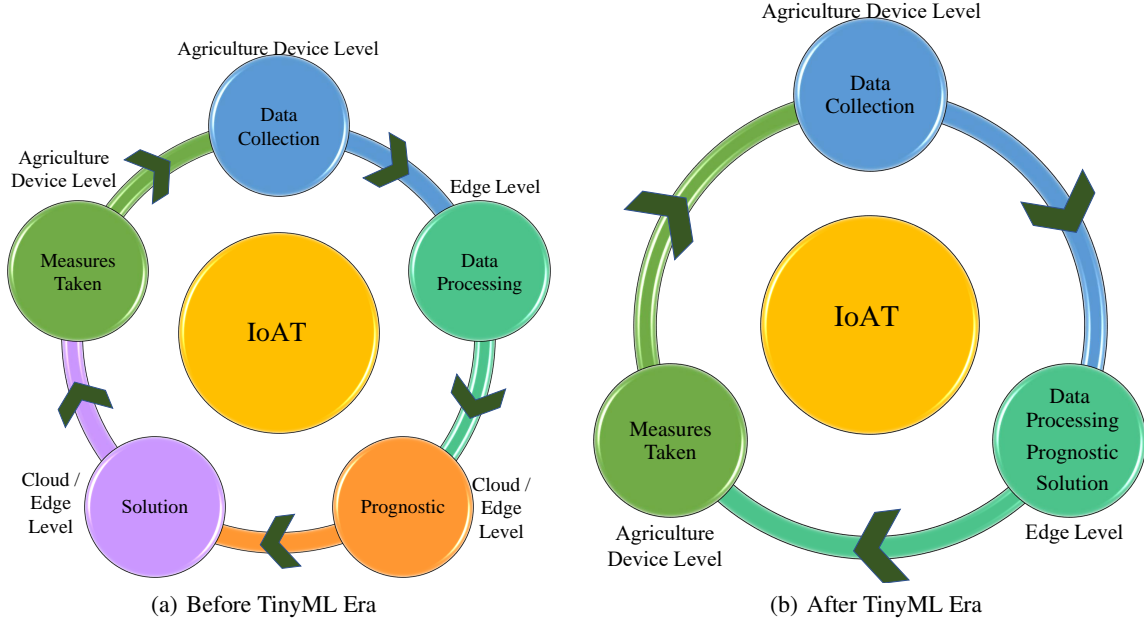 Agriculture Device Level
Data
Collection
Agriculture
Device Level
Edge Level
Measures
Taken
Data
Processing
IoAT
Cloud /
Edge
Level
Solution
Prognostic
Cloud /
Edge
Level
(a) Before TinyML Era
Agriculture Device Level
Data
Collection
IoAT
Measures
Taken
Data
Processing
Prognostic
Solution
Agriculture
Device Level
Edge Level
(b) After TinyML Era